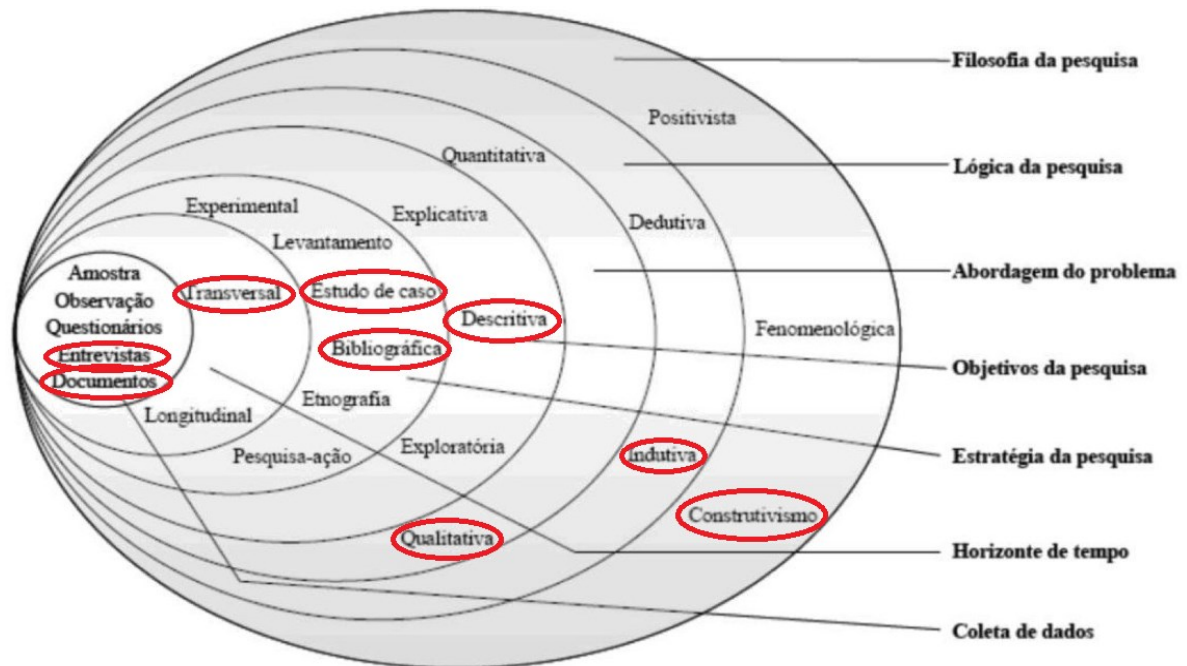 Filosofia da pesquisa
Positivista
Lógica da pesquisa
Quantitativa
Experimental
Explicativa
Dedutiva
Levantamento
Abordagem do problema
Amostra
Observação
Questionários
Entrevistas
Documentos
Transversal
Estudo de caso
Descritiva
Fenomenológica
Bibliográfica
Objetivos da pesquisa
Etnografia
Longitudinal
Exploratória
Pesquisa-ação
Indutiva
Estratégia da pesquisa
Construtivismo
Qualitativa
Horizonte de tempo
Coleta de dados